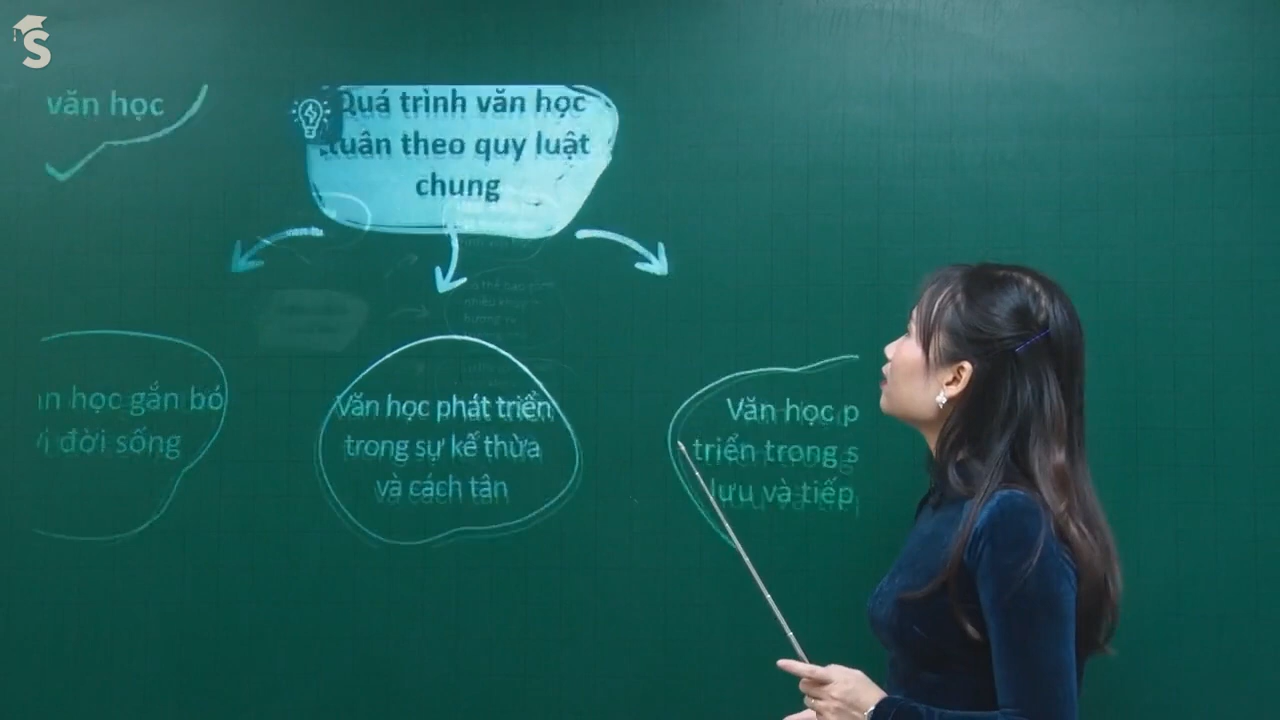 S
văn học
Quá trình văn học
tuân theo quy luật
chung
học gắn bó
đời sống
Văn học phát triển
trong sự kế thừa
và cách tân
Văn học p
triển trong s
lưu và tiếp